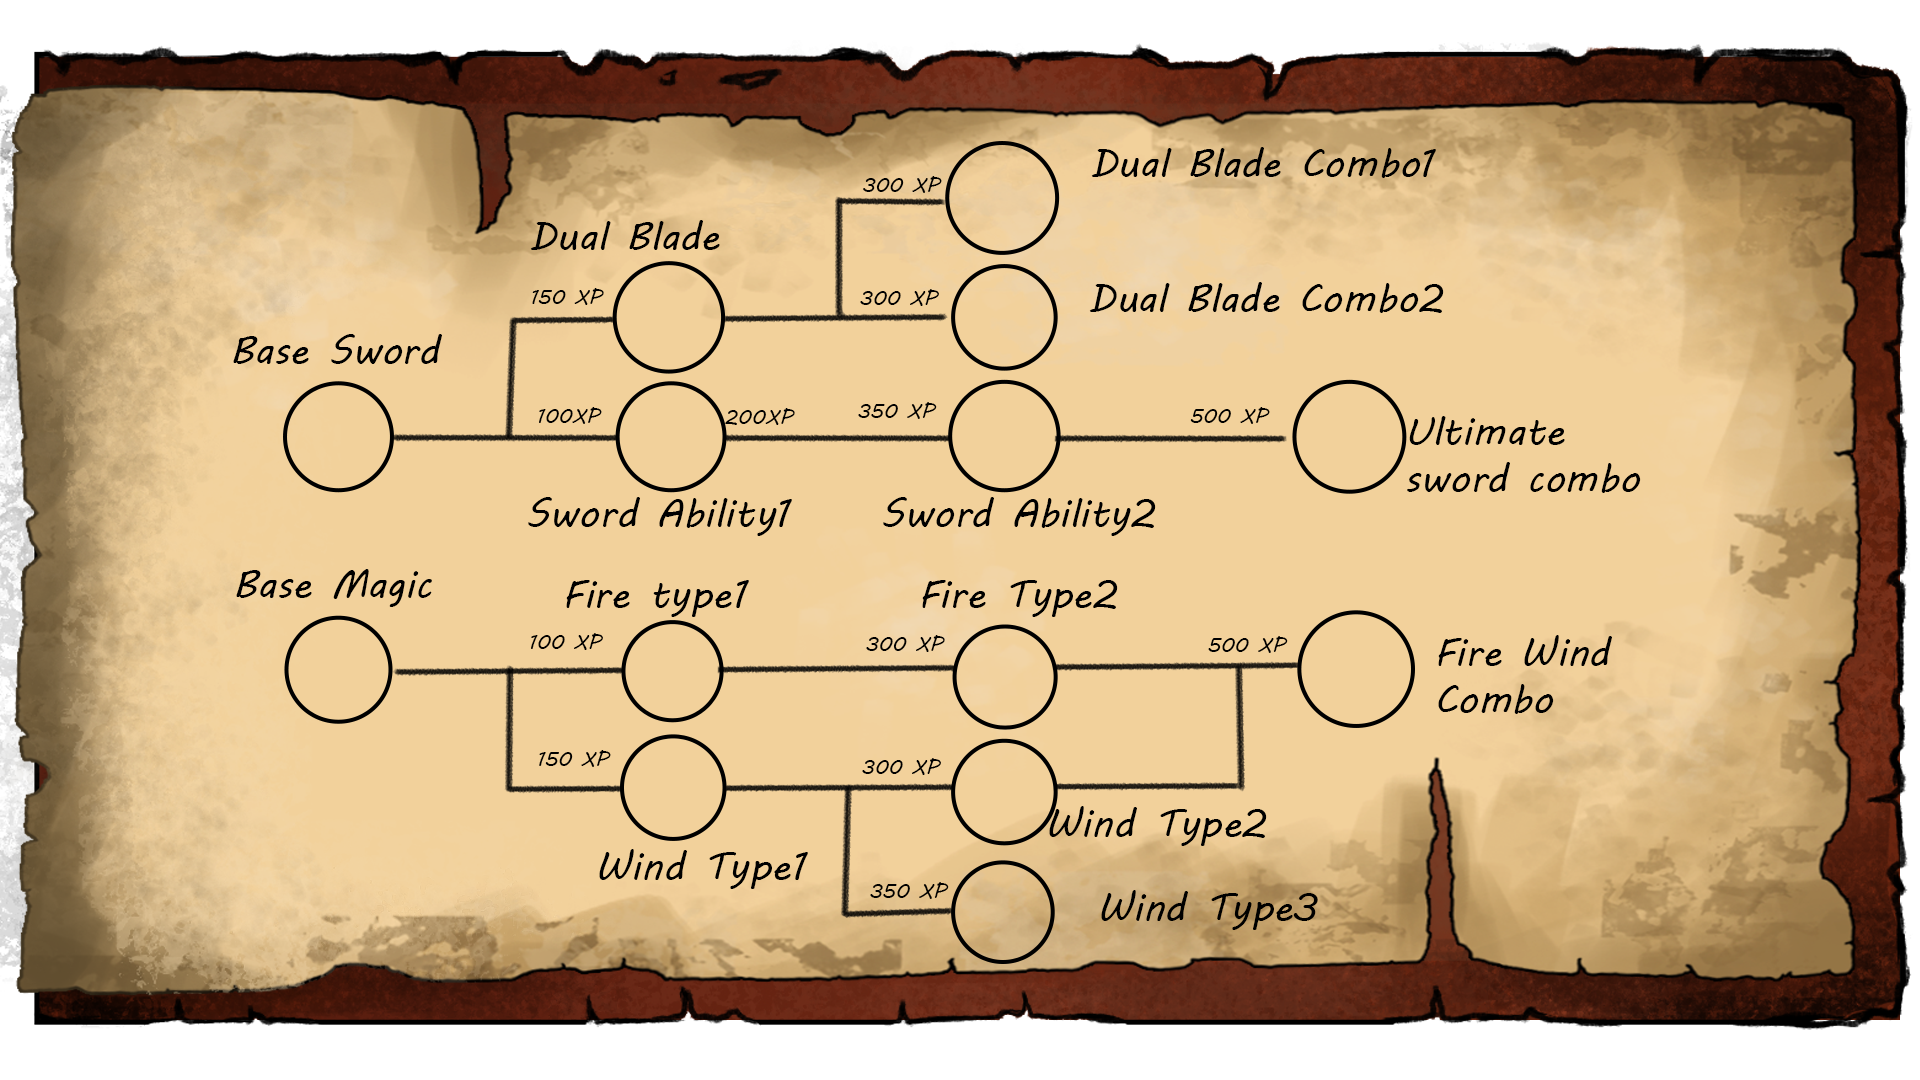 Dual Blade Combo1
300 XP
Dual Blade
150 XP
300 XP
Dual Blade Combo2
Base Sword
100XP
200XP
350 XP
500 XP
Ultimate
sword combo
Sword Ability1
Sword Ability2
Base Magic
Fire type1
Fire Type2
100 XP
300 XP
500 XP
Fire Wind
Combo
150 XP
300 XP
Wind Type2
Wind Type1
350 XP
Wind Type3